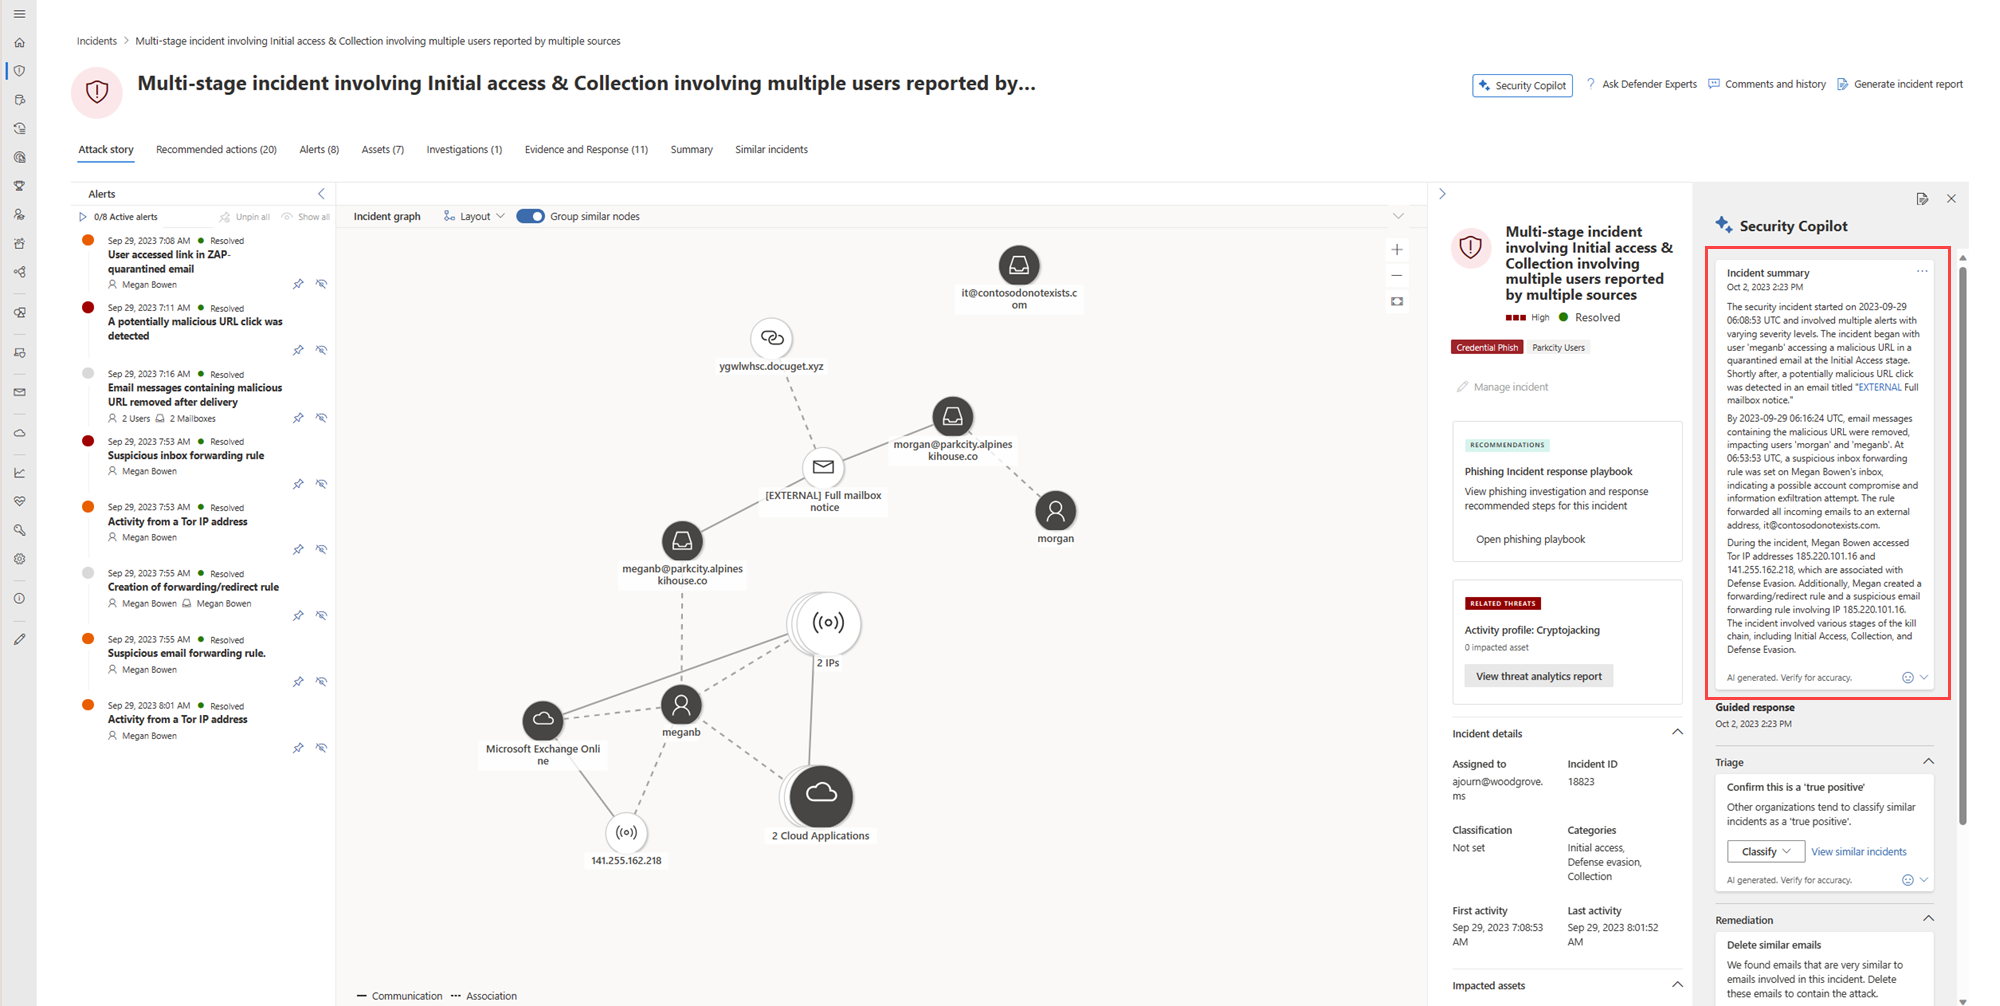 Incidents > Multi-stage incident involving Initial access & Collection involving multiple users reported by multiple sources
Multi-stage incident involving Initial access & Collection involving multiple users reported by...
Security Copilot
? Ask Defender Experts
Comments and history
Generate incident report
Attack story
Recommended actions (20)
Alerts (8)
Assets (7)
Investigations (1)
Evidence and Response (11)
Summary
Similar incidents
Alerts
0/8 Active alerts
Unpin all
Show all
Sep 29, 2023 7:08 AM Resolved
User accessed link in ZAP-
quarantined email
Megan Bowen
Sep 29, 2023 7:11 AM Resolved
A potentially malicious URL click was
detected
Sep 29, 2023 7:16 AM Resolved
Email messages containing malicious
URL removed after delivery
2 Users 2 Mailboxes
Sep 29, 2023 7:53 AM Resolved
Suspicious inbox forwarding rule
Megan Bowen
Sep 29, 2023 7:53 AM Resolved
Activity from a Tor IP address
Megan Bowen
Sep 29, 2023 7:55 AM Resolved
Creation of forwarding/redirect rule
Megan Bowen Megan Bowen
Sep 29, 2023 7:55 AM Resolved
Suspicious email forwarding rule.
Megan Bowen
Sep 29, 2023 8:01 AM Resolved
Activity from a Tor IP address
Megan Bowen
Incident graph
Layout
Group similar nodes
it@contosodonotexists.c
om
ygwlwhsc.docuget.xyz
morgan@parkcity.alpines
kihouse.co
[EXTERNAL] Full mailbox
notice
morgan
meganb@parkcity.alpines
kihouse.co
2 IPs
meganb
Microsoft Exchange Onli
ne
2 Cloud Applications
141.255.162.218
Communication
Association
Multi-stage incident
involving Initial access &
Collection involving
multiple users reported
by multiple sources
High Resolved
Credential Phish
Parkcity Users
Manage incident
RECOMMENDATIONS
Phishing Incident response playbook
View phishing investigation and response
recommended steps for this incident
Open phishing playbook
RELATED THREATS
Activity profile: Cryptojacking
0 impacted asset
View threat analytics report
Incident details
Assigned to
ajourn@woodgrove.
ms
Incident ID
18823
Classification
Not set
Categories
Initial access,
Defense evasion,
Collection
First activity
Sep 29, 2023 7:08:53
AM
Last activity
Sep 29, 2023 8:01:52
AM
Impacted assets
Security Copilot
Incident summary
...
Oct 2, 2023 2:23 PM
The security incident started on 2023-09-29
06:08:53 UTC and involved multiple alerts with
varying severity levels. The incident began with
user 'meganb' accessing a malicious URL in a
quarantined email at the Initial Access stage.
Shortly after, a potentially malicious URL click
was detected in an email titled "EXTERNAL Full
mailbox notice."
By 2023-09-29 06:16:24 UTC, email messages
containing the malicious URL were removed,
impacting users 'morgan' and 'meganb'. At
06:53:53 UTC, a suspicious inbox forwarding
rule was set on Megan Bowen's inbox,
indicating a possible account compromise and
information exfiltration attempt. The rule
forwarded all incoming emails to an external
address, it@contosodonotexists.com.
During the incident, Megan Bowen accessed
Tor IP addresses 185.220.101.16 and
141.255.162.218, which are associated with
Defense Evasion. Additionally, Megan created a
forwarding/redirect rule and a suspicious email
forwarding rule involving IP 185.220.101.16.
The incident involved various stages of the kill
chain, including Initial Access, Collection, and
Defense Evasion.
AI generated. Verify for accuracy.
Guided response
Oct 2, 2023 2:23 PM
Triage
Confirm this is a 'true positive'
Other organizations tend to classify similar
incidents as a 'true positive'.
Classify
View similar incidents
AI generated. Verify for accuracy.
Remediation
Delete similar emails
We found emails that are very similar to
emails involved in this incident. Delete
these emails to contain the attack.